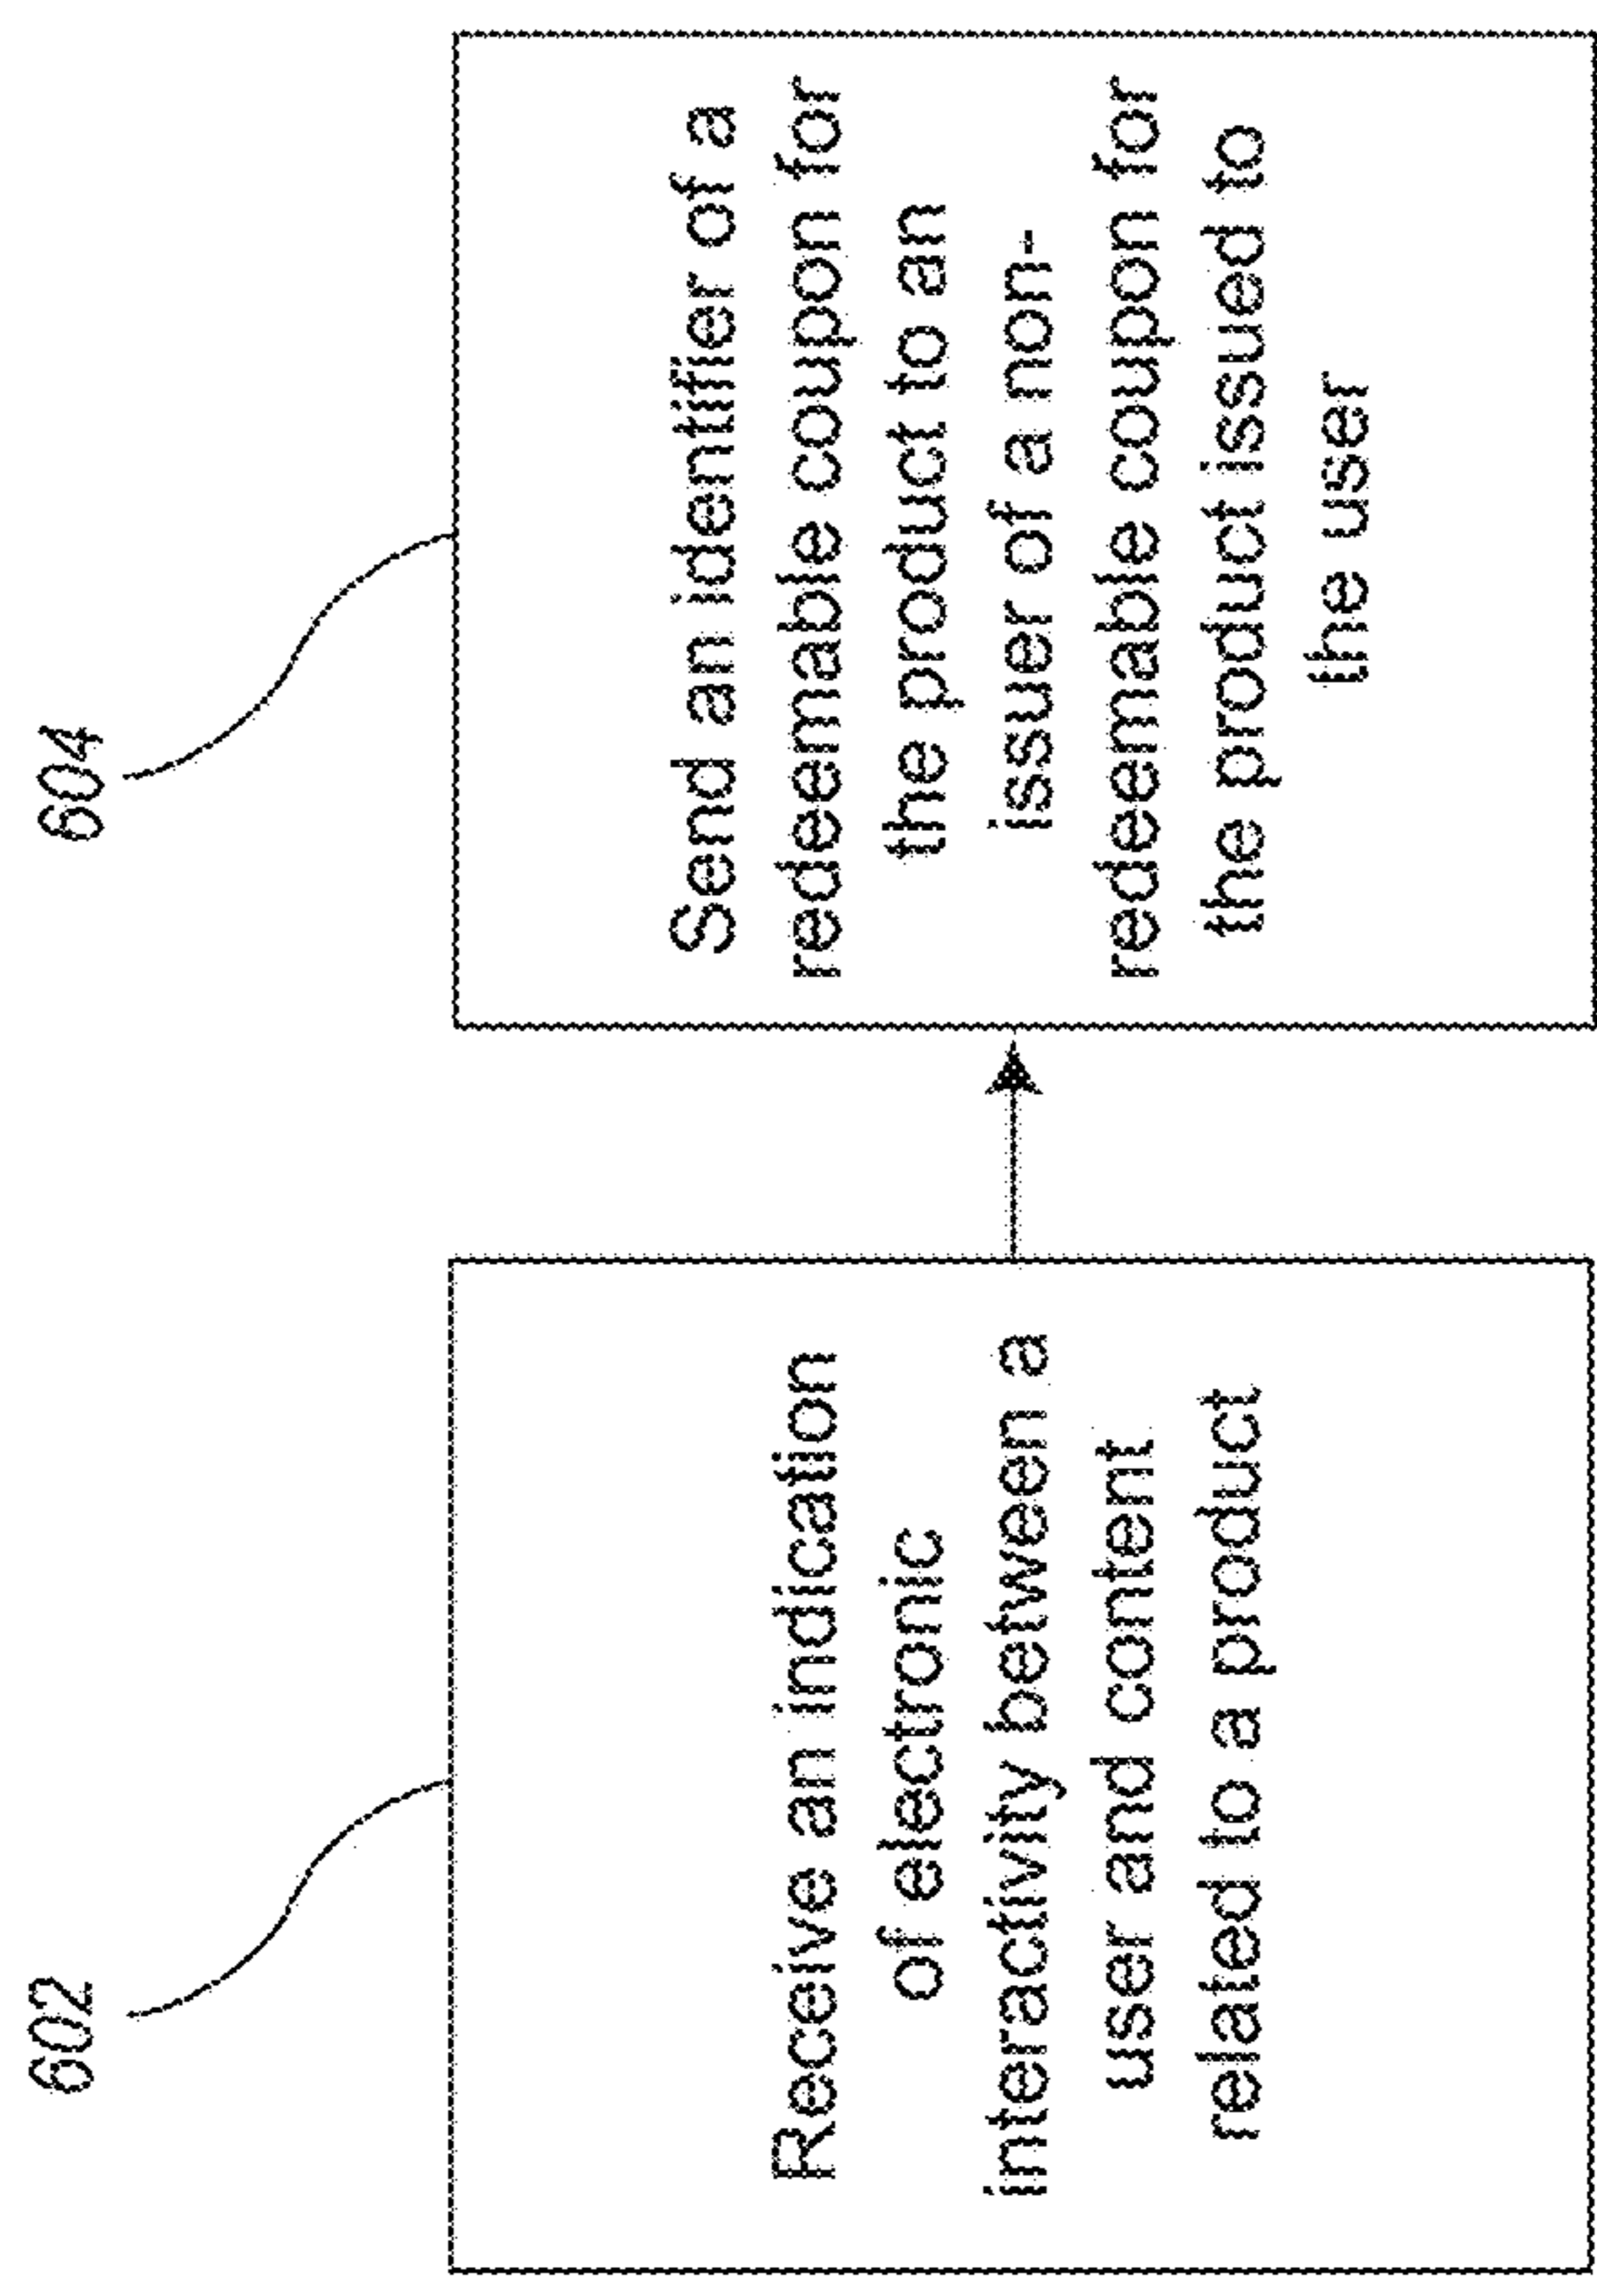 602
Receive an indication
of electronic
interactivity between a
user and content
related to a product
604
Send an identifier of a
redeemable coupon for
the product to an
issuer of a non-
redeemable coupon for
the product issued to
the user